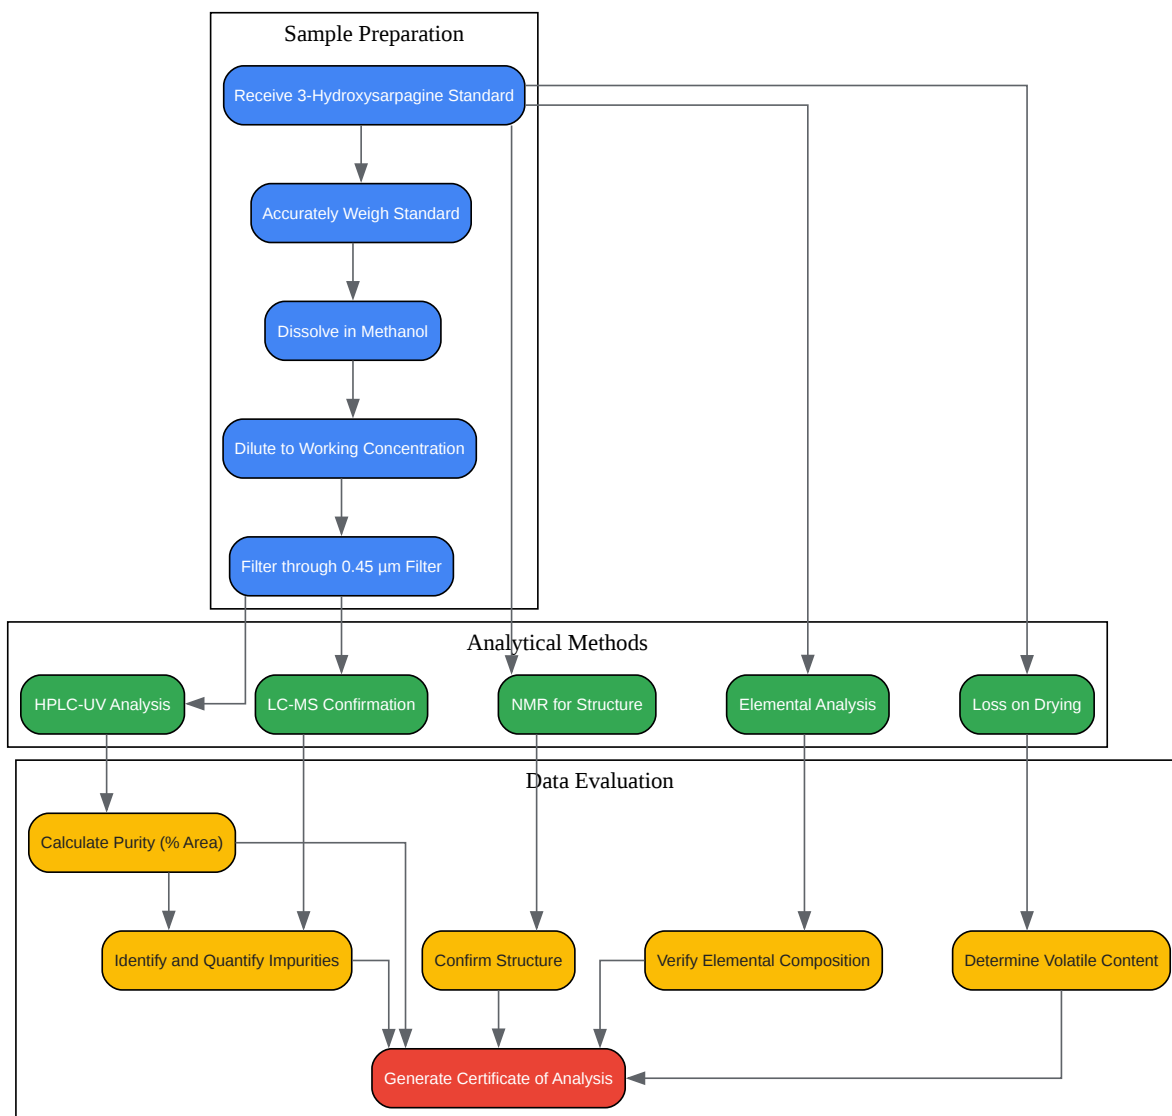 Sample Preparation
Receive 3-Hydroxysarpagine Standard
Accurately Weigh Standard
Dissolve in Methanol
Dilute to Working Concentration
Filter through 0.45 µm Filter
Analytical Methods
HPLC-UV Analysis
LC-MS Confirmation
NMR for Structure
Elemental Analysis
Loss on Drying
Data Evaluation
Calculate Purity (% Area)
Identify and Quantify Impurities
Confirm Structure
Verify Elemental Composition
Determine Volatile Content
Generate Certificate of Analysis